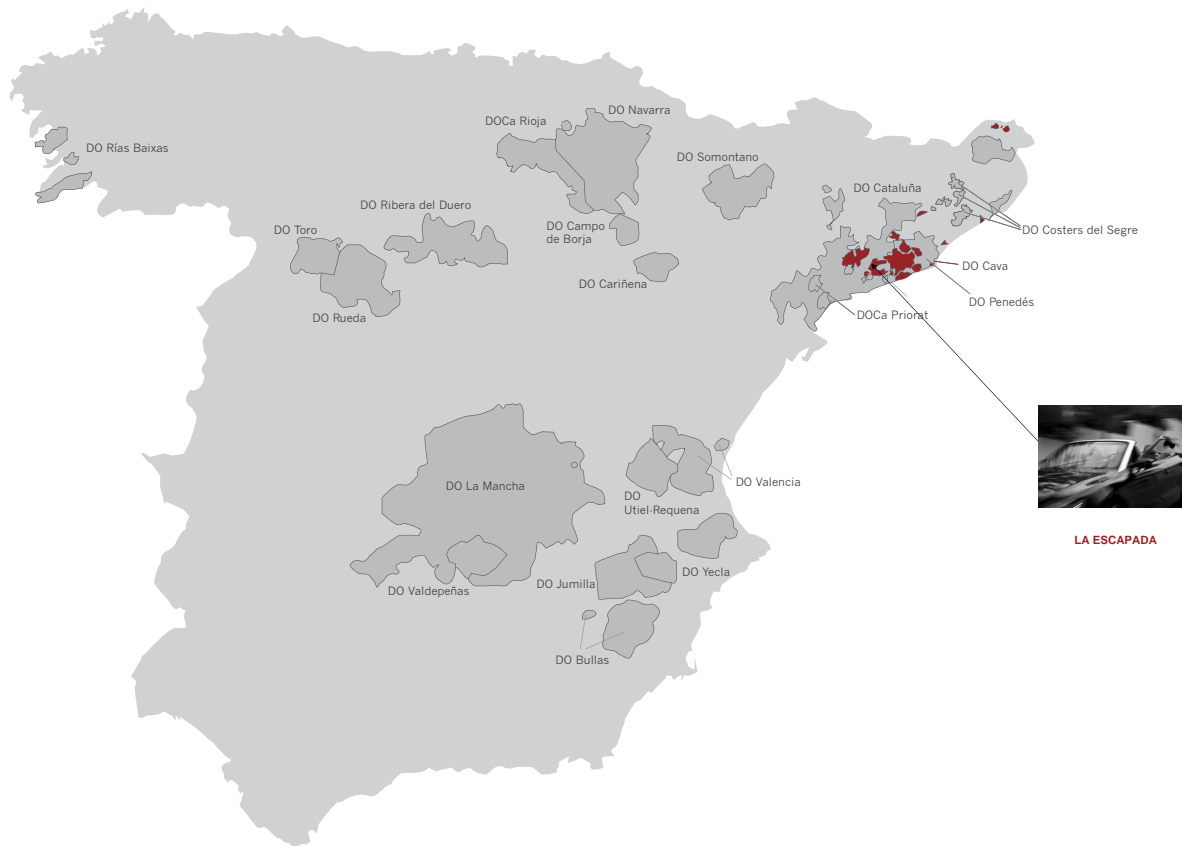 DO Navarra
DOCa Rioja
DO Rías Baixas
DO Somontano
DO Cataluña
DO Ribera del Duero
DO Toro
DO Campo
de Borja
DO Costers del Segre
DO Cava
DO Cariñena
DO Penedés
DO Rueda
DOCa Priorat
DO La Mancha
DO Valencia
DO
Utiel-Requena
LA ESCAPADA
DO Yecla
DO Jumilla
DO Valdepeñas
DO Bullas